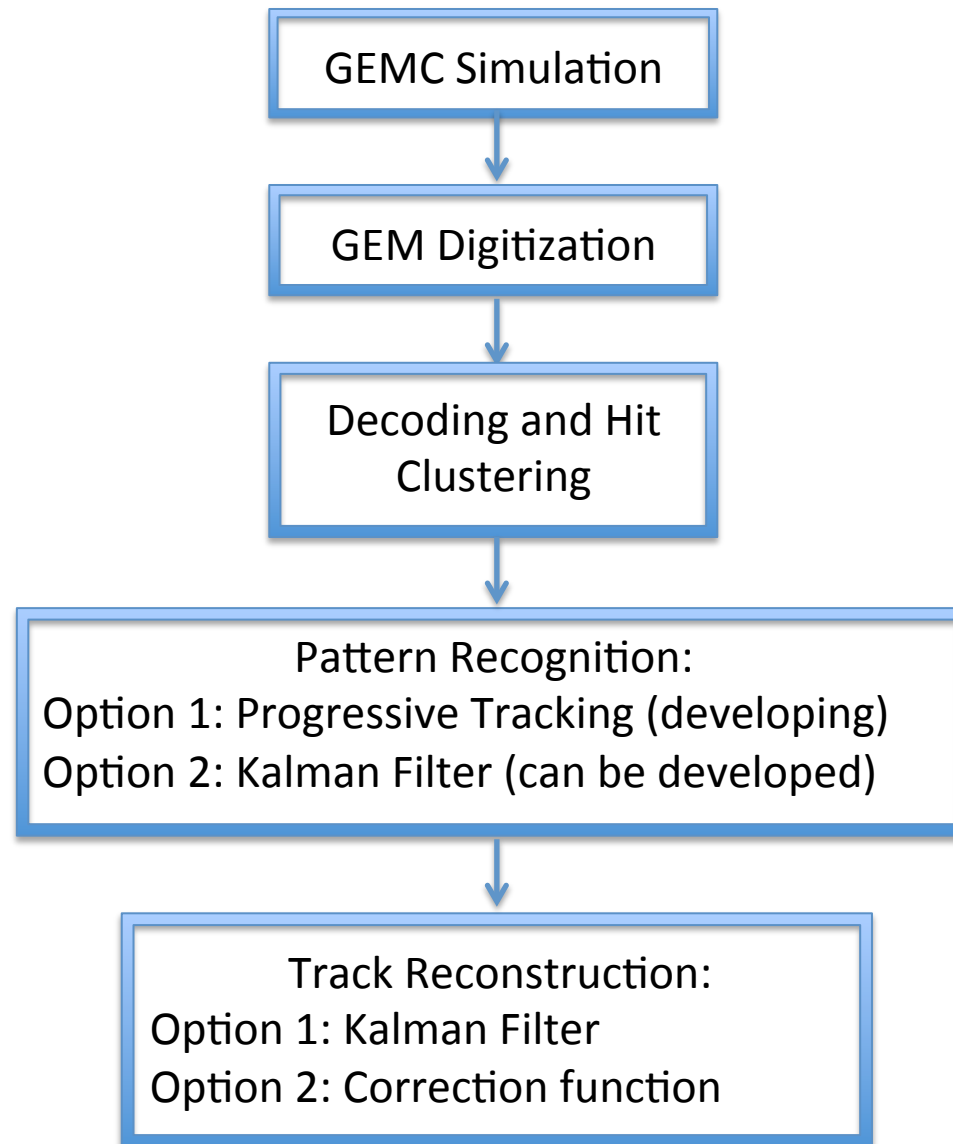 GEMC Simulation
GEM Digitization
Decoding and Hit
Clustering
Pattern Recognition:
Option 1: Progressive Tracking (developing)
Option 2: Kalman Filter (can be developed)
Track Reconstruction:
Option 1: Kalman Filter
Option 2: Correction function